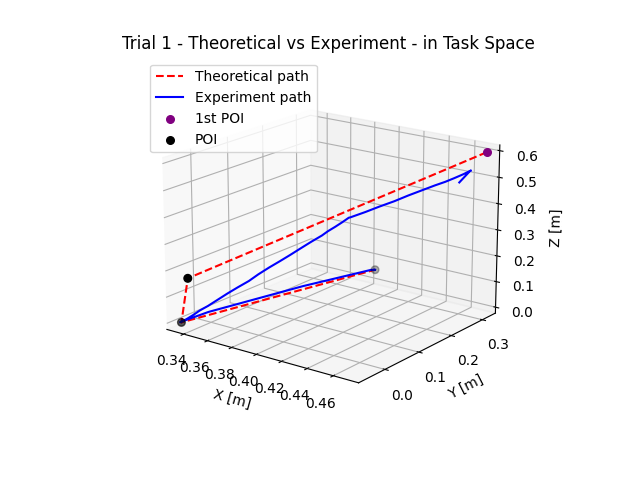 Trial 1 - Theoretical vs Experiment - in Task Space
Theoretical path
Experiment path
1st POI
POI
0.6
0.5
0.4
0.3
0.2
0.1
0.0
Z [m]
0.3
0.2
0.1
0.0
Y [m]
0.34
0.36
0.38
0.40
0.42
0.44
0.46
X [m]